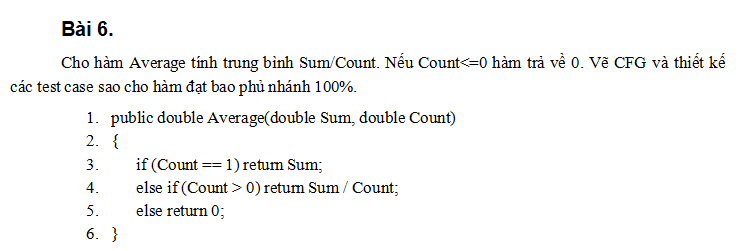 Bài 6.
Cho hàm Average tính trung bình Sum/Count. Nếu Count<=0 hàm trả về 0. Vẽ CFG và thiết kế
các test case sao cho hàm đạt bao phủ nhánh 100%.
1. public double Average(double Sum, double Count)
2. {
3. if (Count == 1) return Sum;
4. else if (Count > 0) return Sum / Count;
5. else return 0;
6. }